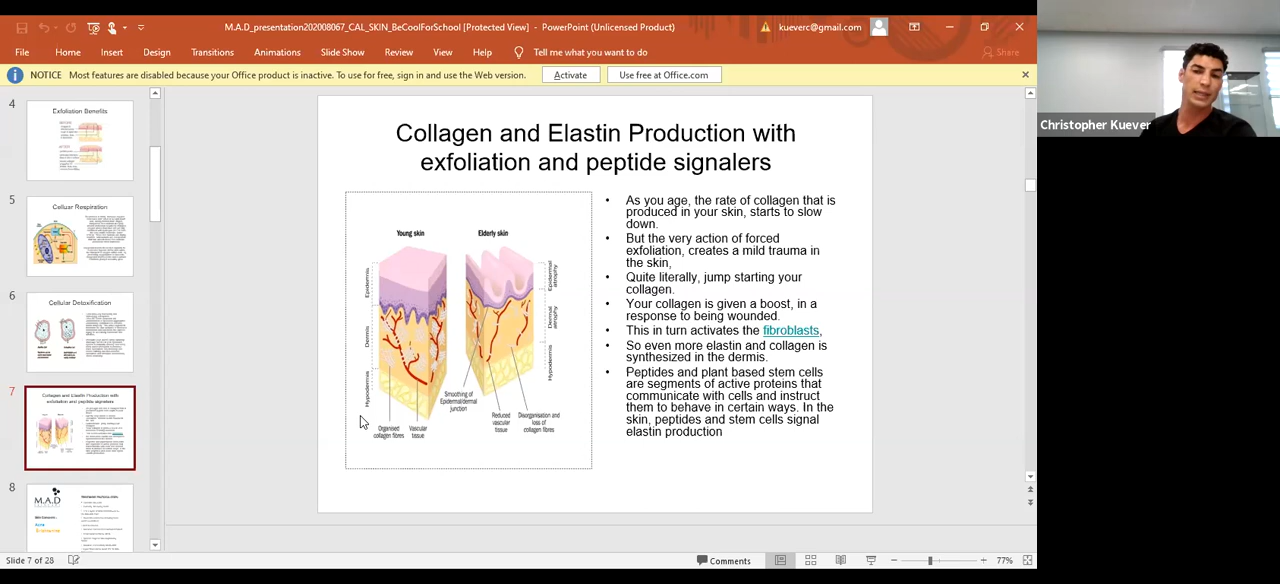 M.A.D_presentation202008067_CAL_SKIN_BeCoolForSchool [Protected View] - PowerPoint (Unlicensed Product)
kueverc@gmail.com
File Home Insert Design Transitions Animations Slide Show Review View Help Tell me what you want to do Share
NOTICE Most features are disabled because your Office product is inactive. To use for free, sign in and use the Web version. Activate Use free at Office.com
4
Exfoliation Benefits
5
Cellular Respiration
6
Cellular Detoxification
7
Collagen and Elastin Production with
exfoliation and peptide signalers
8
M.A.D
Collagen and Elastin Production with
exfoliation and peptide signalers
Young skin
Elderly skin
Epidermis
Dermis
Hypodermis
Epidermal
atrophy
Dermal
atrophy
Hypodermis
Organised
collagen fibres
Vascular
tissue
Smoothing of
Epidermal/dermal
junction
Reduced
vascular
tissue
Disorganisation and
loss of collagen fibres
• As you age, the rate of collagen that is
produced in your skin, starts to slow
down.
• But the very action of forced
exfoliation, creates a mild trauma in
the skin,
• Quite literally, jump starting your
collagen.
• Your collagen is given a boost, in a
response to being wounded.
• This in turn activates the fibroblasts,
• So even more elastin and collagen is
synthesized in the dermis.
• Peptides and plant based stem cells
are segments of active proteins that
communicate with cells and instruct
them to behave in certain ways. In the
skin, peptides and stem cells signal
elastin production
Christopher Kuever
Slide 7 of 28
Comments
77%